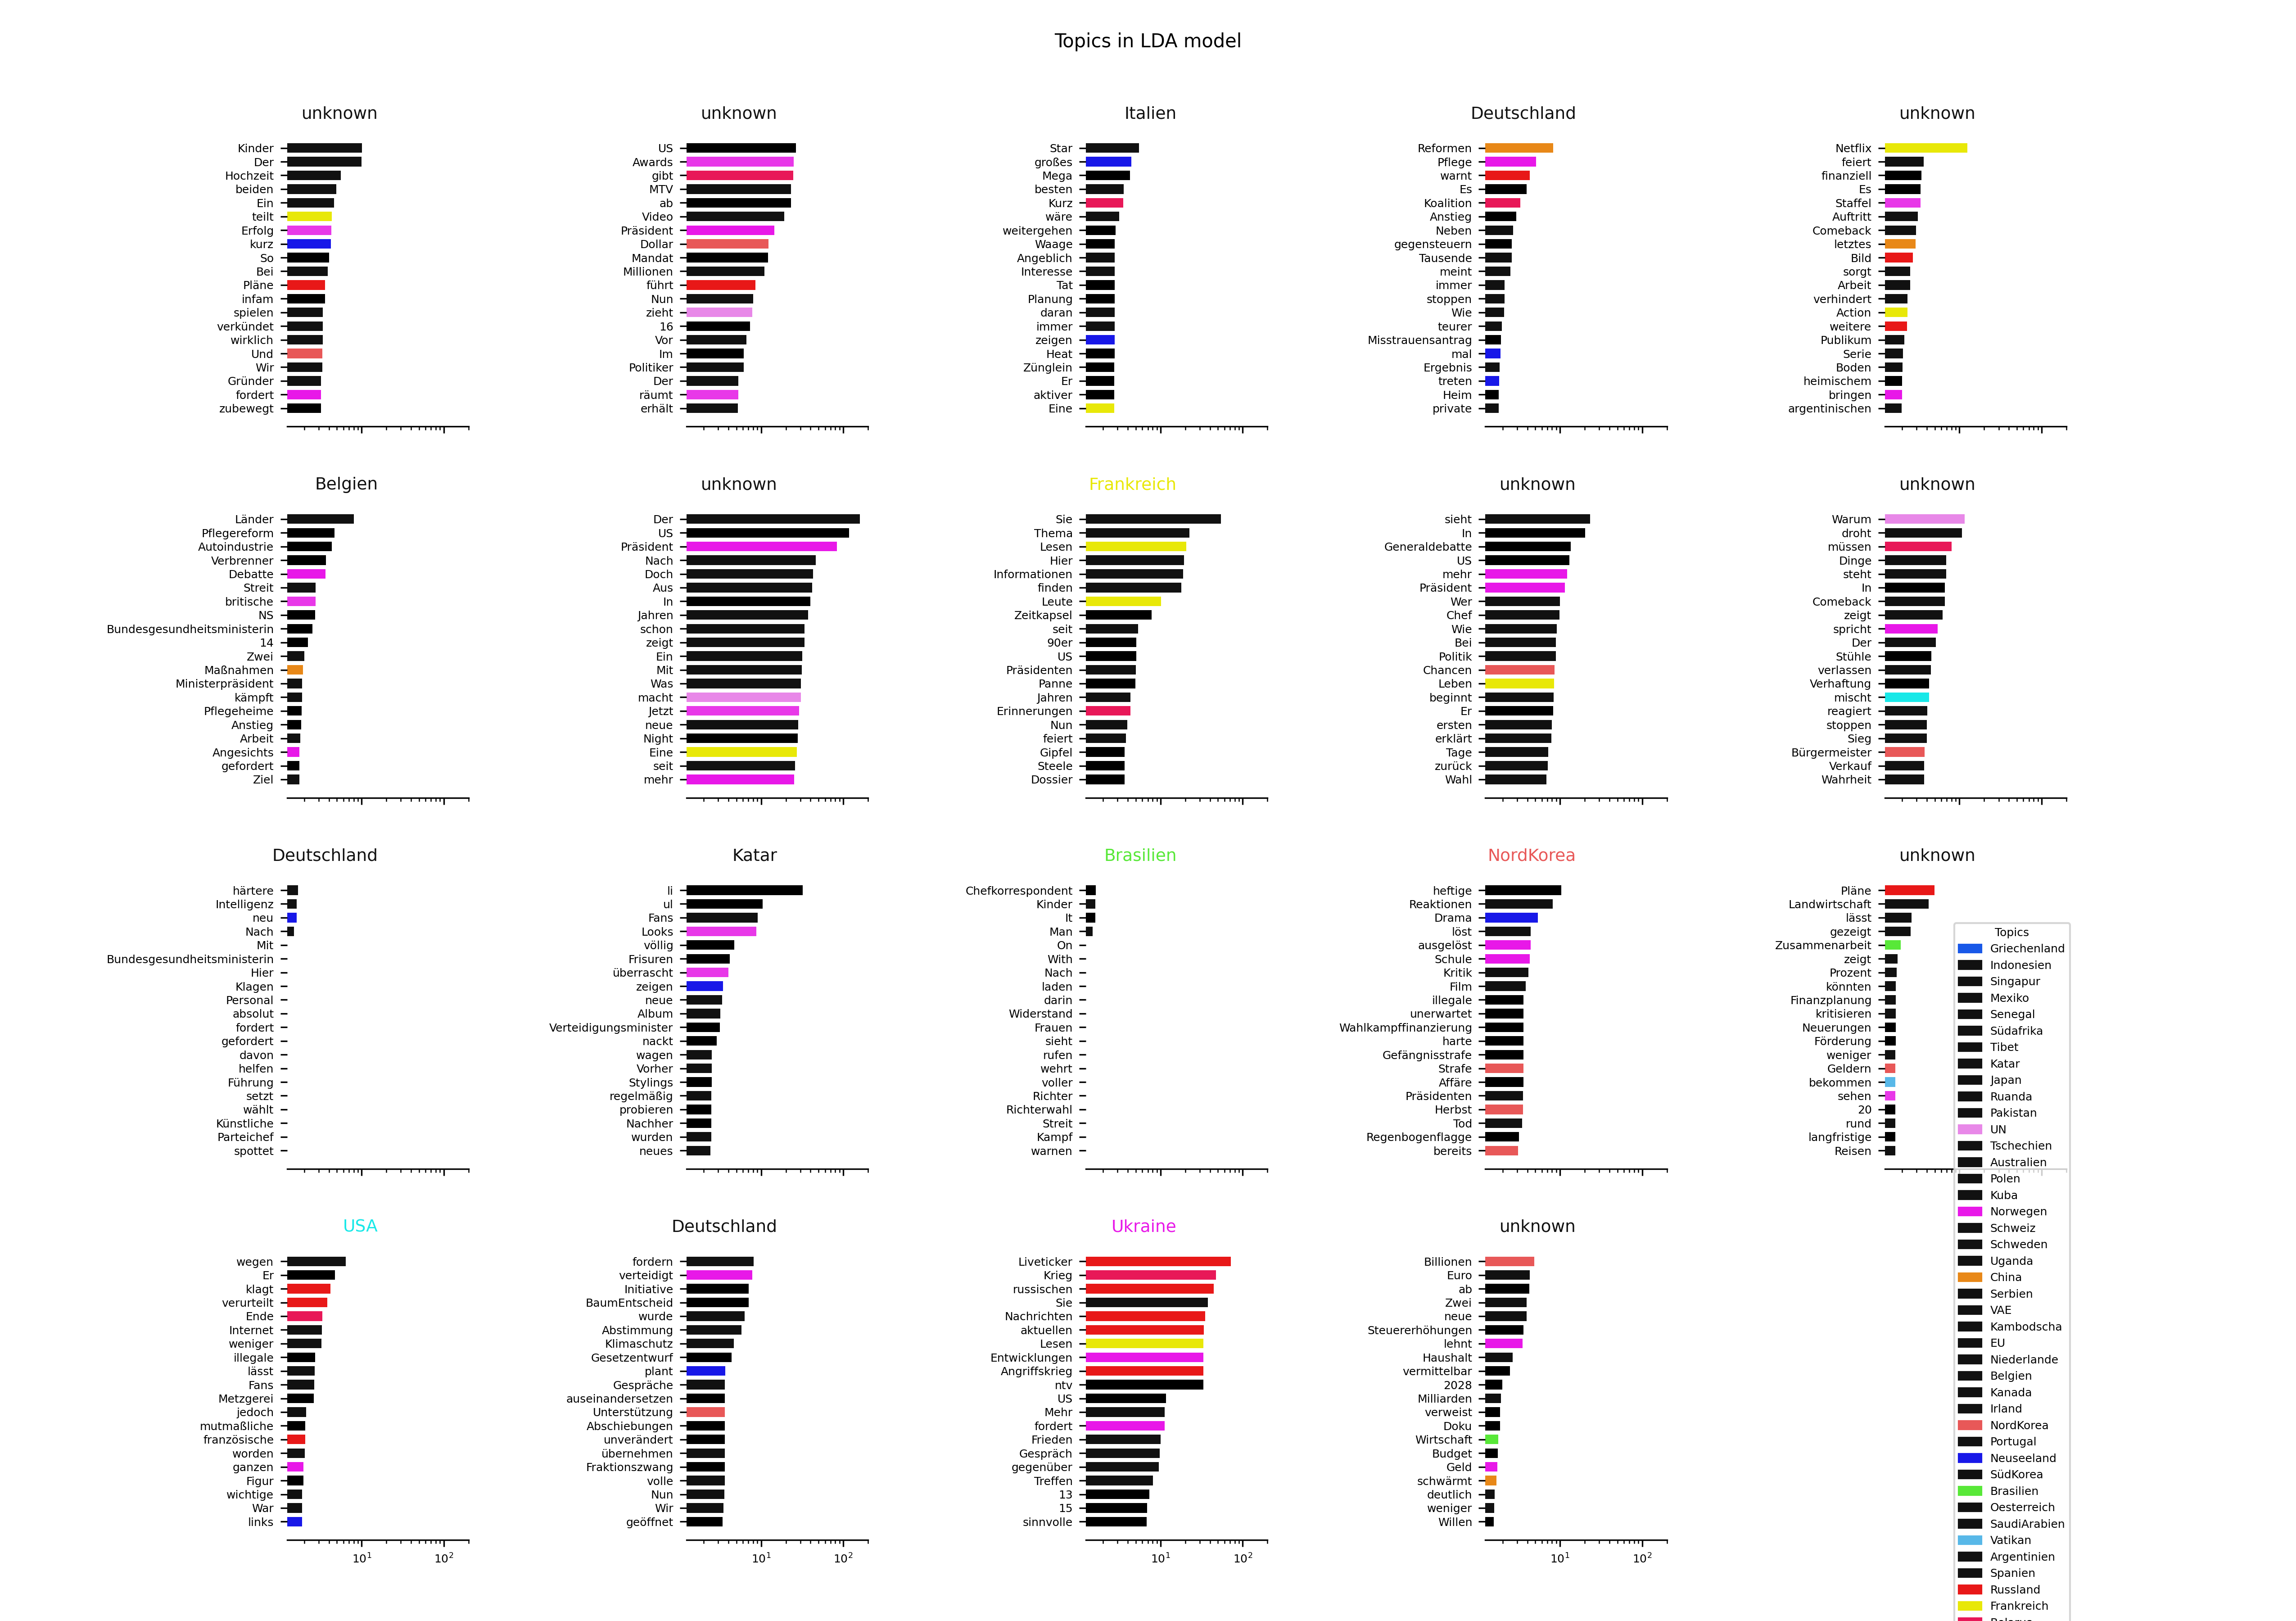 Topics in LDA model
unknown
Kinder
Der
Hochzeit
beiden
Ein
teilt
Erfolg
kurz
So
Bei
Pläne
infam
spielen
verkündet
wirklich
Und
Wir
Gründer
fordert
zubewegt
unknown
US
Awards
gibt
MTV
ab
Video
Präsident
Dollar
Mandat
Millionen
führt
Nun
zieht
16
Vor
Im
Politiker
Der
räumt
erhält
Italien
Star
großes
Mega
besten
Kurz
wäre
weitergehen
Waage
Angeblich
Interesse
Tat
Planung
daran
immer
zeigen
Heat
Zünglein
Er
aktiver
Eine
Deutschland
Reformen
Pflege
warnt
Es
Koalition
Anstieg
Neben
gegensteuern
Tausende
meint
immer
stoppen
Wie
teurer
Misstrauensantrag
mal
Ergebnis
treten
Heim
private
unknown
Netflix
feiert
finanziell
Es
Staffel
Auftritt
Comeback
letztes
Bild
sorgt
Arbeit
verhindert
Action
weitere
Publikum
Serie
Boden
heimischem
bringen
argentinischen
Belgien
Länder
Pflegereform
Autoindustrie
Verbrenner
Debatte
Streit
britische
NS
Bundesgesundheitsministerin
14
Zwei
Maßnahmen
Ministerpräsident
kämpft
Pflegeheime
Anstieg
Arbeit
Angesichts
gefordert
Ziel
unknown
Der
US
Präsident
Nach
Doch
Aus
In
Jahren
schon
zeigt
Ein
Mit
Was
macht
Jetzt
neue
Night
Eine
seit
mehr
Frankreich
Sie
Thema
Lesen
Hier
Informationen
finden
Leute
Zeitkapsel
seit
90er
US
Präsidenten
Panne
Jahren
Erinnerungen
Nun
feiert
Gipfel
Steele
Dossier
unknown
sieht
In
Generaldebatte
US
mehr
Präsident
Wer
Chef
Wie
Bei
Politik
Chancen
Leben
beginnt
Er
ersten
erklärt
Tage
zurück
Wahl
unknown
Warum
droht
müssen
Dinge
steht
In
Comeback
zeigt
spricht
Der
Stühle
verlassen
Verhaftung
mischt
reagiert
stoppen
Sieg
Bürgermeister
Verkauf
Wahrheit
Deutschland
härtere
Intelligenz
neu
Nach
Mit
Bundesgesundheitsministerin
Hier
Klagen
Personal
absolut
fordert
gefordert
davon
helfen
Führung
setzt
wählt
Künstliche
Parteichef
spottet
Katar
li
ul
Fans
Looks
völlig
Frisuren
überrascht
zeigen
neue
Album
Verteidigungsminister
nackt
wagen
Vorher
Stylings
regelmäßig
probieren
Nachher
wurden
neues
Brasilien
Chefkorrespondent
Kinder
It
Man
On
With
Nach
laden
darin
Widerstand
Frauen
sieht
rufen
wehrt
voller
Richter
Richterwahl
Streit
Kampf
warnen
NordKorea
heftige
Reaktionen
Drama
löst
ausgelöst
Schule
Kritik
Film
illegale
unerwartet
Wahlkampffinanzierung
harte
Gefängnisstrafe
Strafe
Affäre
Präsidenten
Herbst
Tod
Regenbogenflagge
bereits
unknown
Pläne
Landwirtschaft
lässt
gezeigt
Zusammenarbeit
zeigt
Prozent
könnten
Finanzplanung
kritisieren
Neuerungen
Förderung
weniger
Geldern
bekommen
sehen
20
rund
langfristige
Reisen
USA
wegen
Er
klagt
verurteilt
Ende
Internet
weniger
illegale
lässt
Fans
Metzgerei
jedoch
mutmaßliche
französische
worden
ganzen
Figur
wichtige
War
links
10¹ 10²
Deutschland
fordern
verteidigt
Initiative
BaumEntscheid
wurde
Abstimmung
Klimaschutz
Gesetzentwurf
plant
Gespräche
auseinandersetzen
Unterstützung
Abschiebungen
unverändert
übernehmen
Fraktionszwang
volle
Nun
Wir
geöffnet
10¹ 10²
Ukraine
Liveticker
Krieg
russischen
Sie
Nachrichten
aktuellen
Lesen
Entwicklungen
Angriffskrieg
ntv
US
Mehr
fordert
Frieden
Gespräch
gegenüber
Treffen
13
15
sinnvolle
10¹ 10²
unknown
Billionen
Euro
ab
Zwei
neue
Steuererhöhungen
lehnt
Haushalt
vermittelbar
2028
Milliarden
verweist
Doku
Wirtschaft
Budget
Geld
schwärmt
deutlich
weniger
Willen
10¹ 10²
Topics
Griechenland
Indonesien
Singapur
Mexiko
Senegal
Südafrika
Tibet
Katar
Japan
Ruanda
Pakistan
UN
Tschechien
Australien
Polen
Kuba
Norwegen
Schweiz
Schweden
Uganda
China
Serbien
VAE
Kambodscha
EU
Niederlande
Belgien
Kanada
Irland
NordKorea
Portugal
Neuseeland
SüdKorea
Brasilien
Oesterreich
SaudiArabien
Vatikan
Argentinien
Spanien
Russland
Frankreich